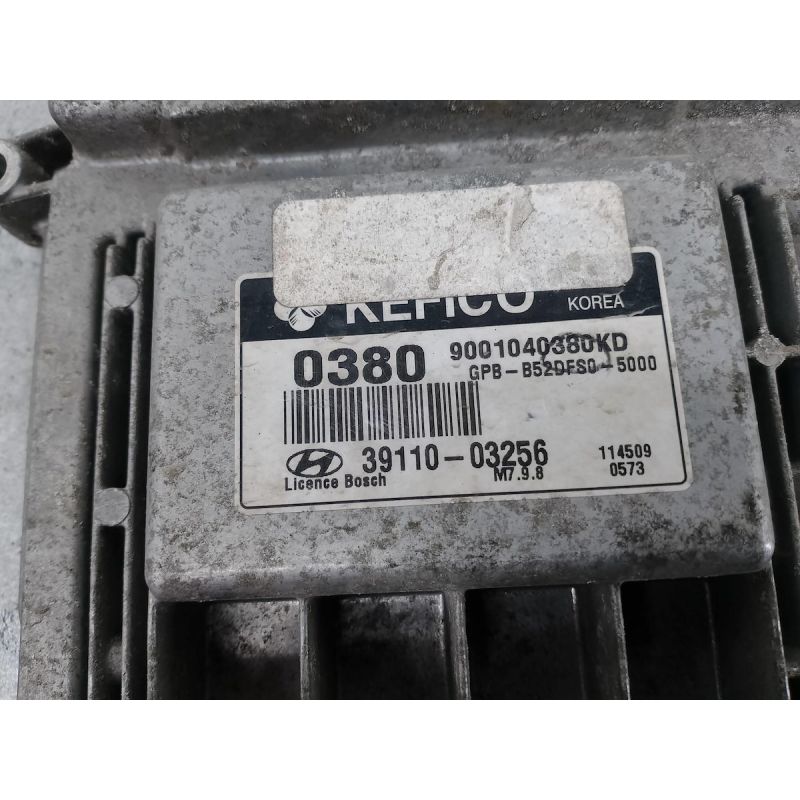 KEFICO KOREA
0380 9001040380KD
GPB-B52DFS0-5000
39110-03256 114509
Licence Bosch M7.9.8 0573